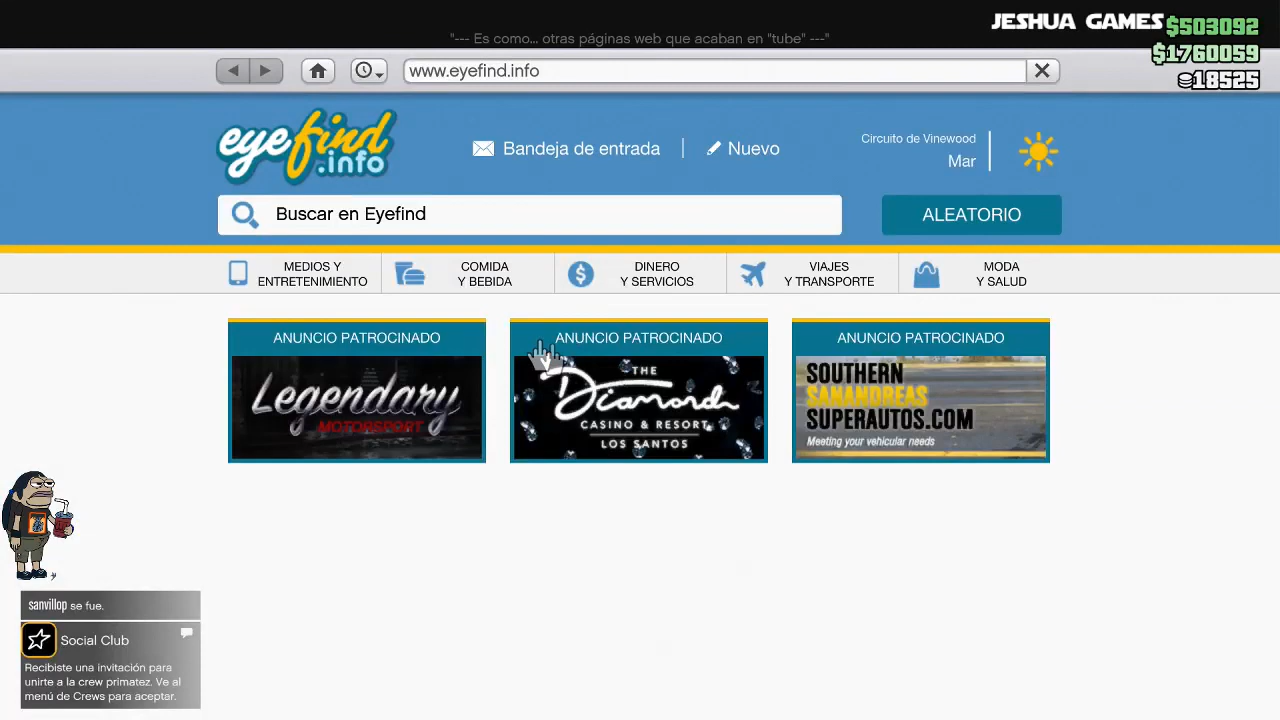 JESHUA GAMES
$503092
"--- Es como... otras páginas web que acaban en "tube" ---"
$1760059
18525
www.eyefind.info
eyefind
.info
Bandeja de entrada
Nuevo
Circuito de Vinewood
Mar
Buscar en Eyefind
ALEATORIO
MEDIOS Y
ENTRETENIMIENTO
COMIDA
Y BEBIDA
DINERO
Y SERVICIOS
VIAJES
Y TRANSPORTE
MODA
Y SALUD
ANUNCIO PATROCINADO
Legendary
MOTORSPORT
ANUNCIO PATROCINADO
THE
Diamond
CASINO & RESORT
LOS SANTOS
ANUNCIO PATROCINADO
SOUTHERN
SANANDREAS
SUPERAUTOS.COM
Meeting your vehicular needs
sanvillop se fue.
Social Club
Recibiste una invitación para
unirte a la crew primatez. Ve al
menú de Crews para aceptar.